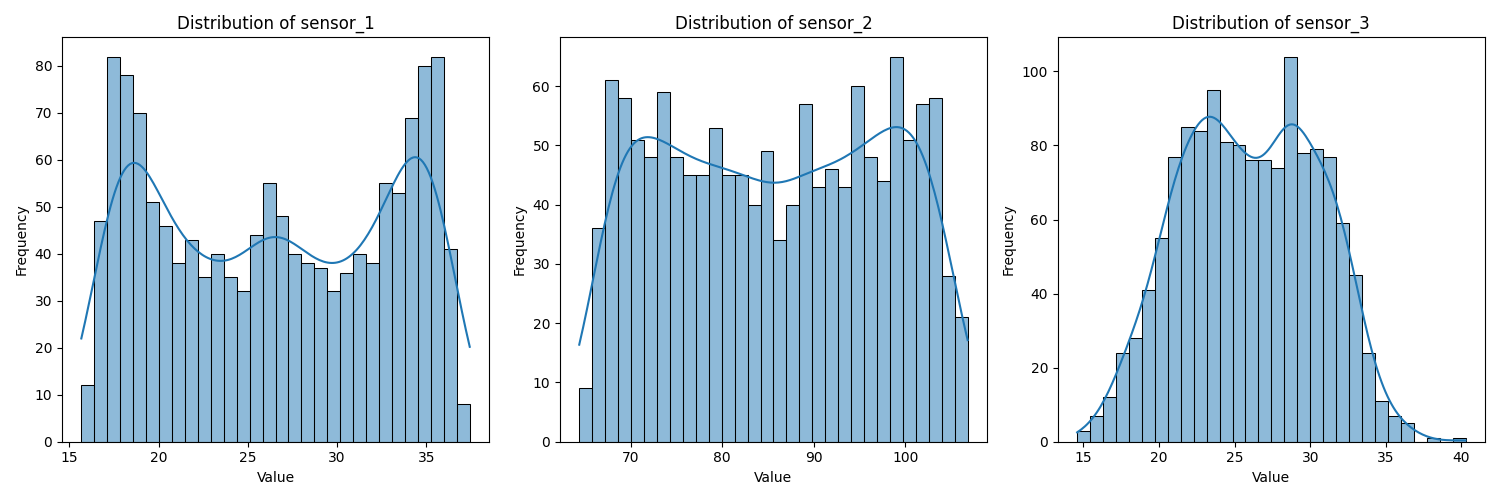 Distribution of sensor_1
Frequency
80
70
60
50
40
30
20
10
0
15 20 25 30 35
Value
Distribution of sensor_2
Frequency
60
50
40
30
20
10
0
70 80 90 100
Value
Distribution of sensor_3
Frequency
100
80
60
40
20
0
15 20 25 30 35 40
Value